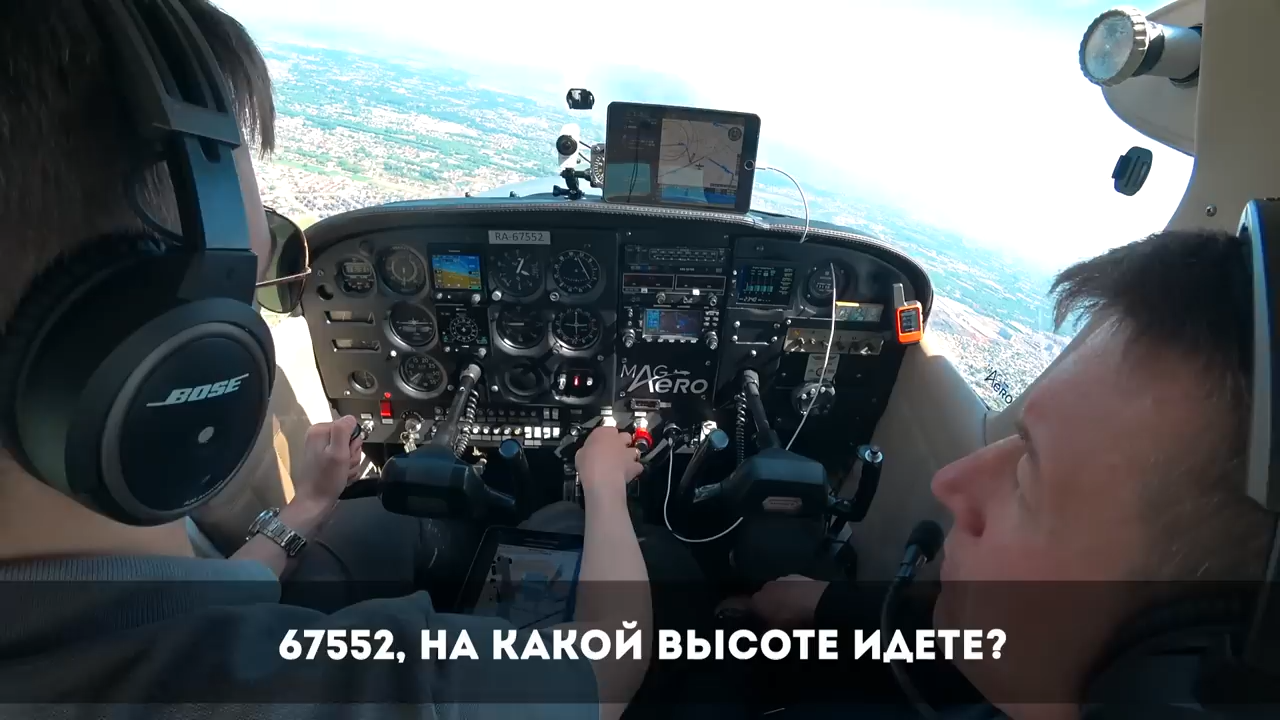 RA-67552
MAG
AERO
AERO
BOSE
67552, НА КАКОЙ ВЫСОТЕ ИДЕТЕ?